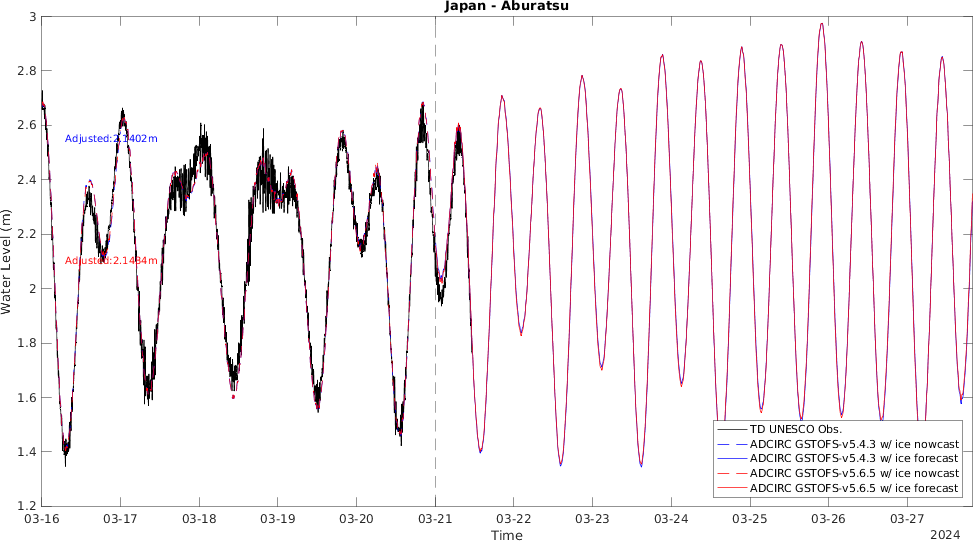 Japan - Aburatsu
3
2.8
2.6
2.4
2.2
2
1.8
1.6
1.4
1.2
Water Level (m)
Adjusted:2.1402m
Adjusted:2.1484m
TD UNESCO Obs.
ADCIRC GSTOFS-v5.4.3 w/ ice nowcast
ADCIRC GSTOFS-v5.4.3 w/ ice forecast
ADCIRC GSTOFS-v5.6.5 w/ ice nowcast
ADCIRC GSTOFS-v5.6.5 w/ ice forecast
03-16 03-17 03-18 03-19 03-20 03-21 03-22 03-23 03-24 03-25 03-26 03-27
Time
2024